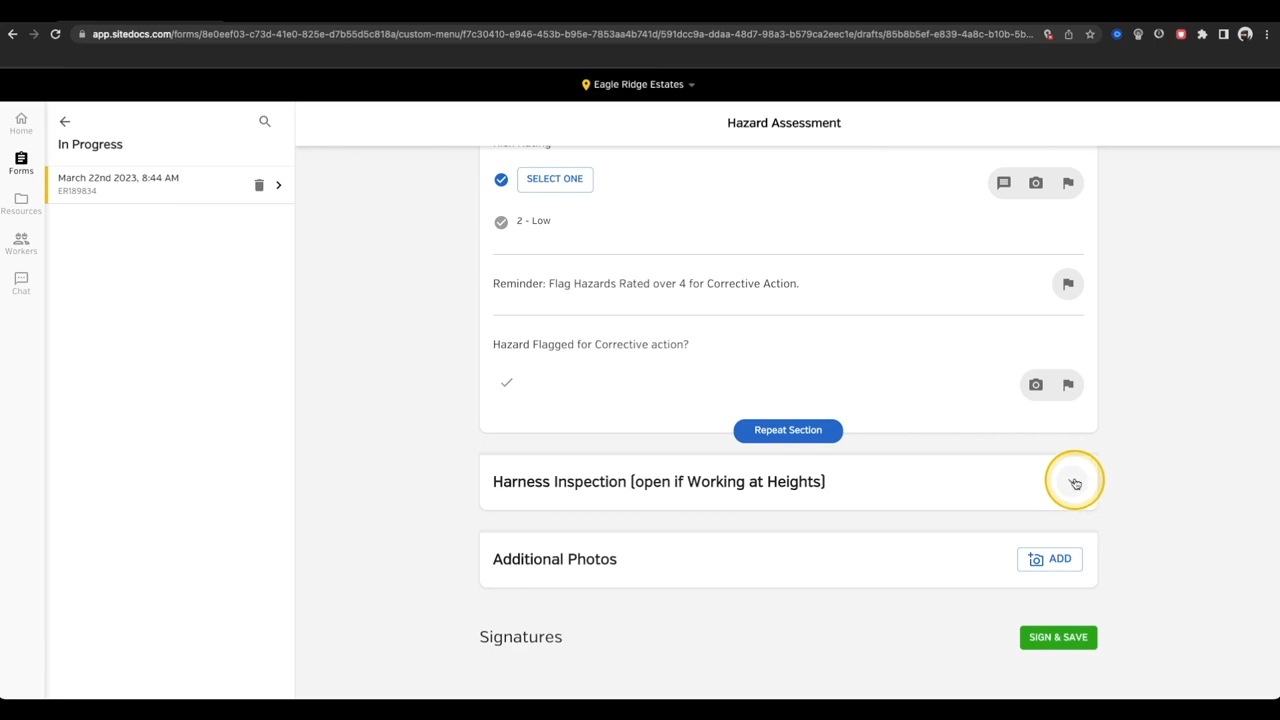 app.sitedocs.com/forms/8e0eef03-c73d-41e0-825e-d7b55d5c818a/custom-menu/f7c30410-e946-453b-b95e-7853aa4b741d/591dcc9a-ddaa-48d7-98a3-b579ca2eec1e/drafts/85b8b5ef-e839-4a8c-b10b-5b...
Eagle Ridge Estates
Home
Forms
Resources
Workers
Chat
In Progress
March 22nd 2023, 8:44 AM
ER189834
Hazard Assessment
SELECT ONE
2 - Low
Reminder: Flag Hazards Rated over 4 for Corrective Action.
Hazard Flagged for Corrective action?
Repeat Section
Harness Inspection (open if Working at Heights)
Additional Photos
ADD
Signatures
SIGN & SAVE